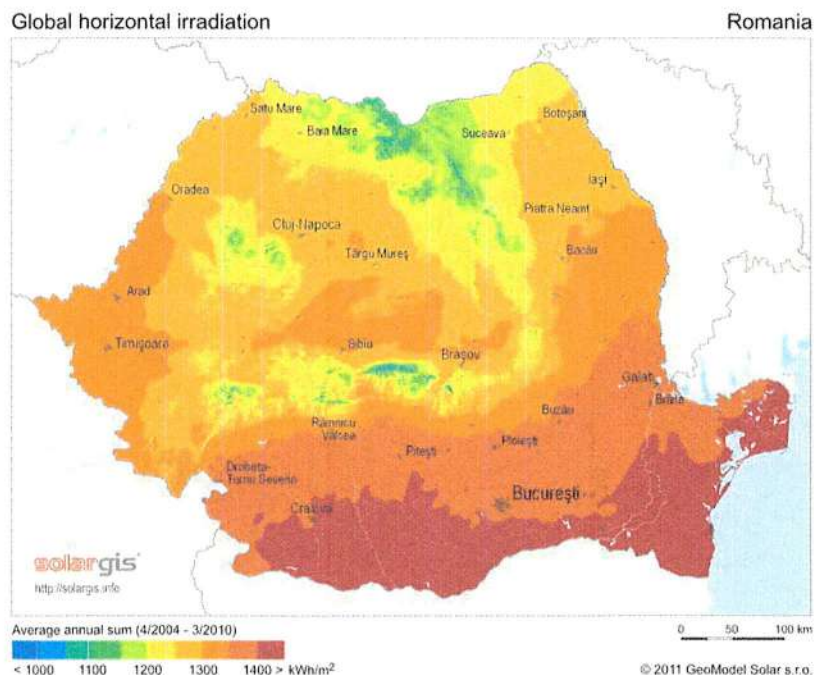 Global horizontal irradiation
Romania
Satu Mare
Baia Mare
Suceava
Botoşani
Oradea
Iaşi
Piatra Neamt
Cluj-Napoca
Târgu Mureş
Bacău
Arad
Timişoara
Sibiu
Braşov
Galaţi
Brăila
Râmnicu
Vâlcea
Buzău
Ploieşti
Piteşti
Drobeta-
Turnu Severin
Bucureşti
Craiova
solargis
http://solargis.info
Average annual sum (4/2004 - 3/2010)
0 50 100 km
< 1000 1100 1200 1300 1400 > kWh/m²
© 2011 GeoModel Solar s.r.o.